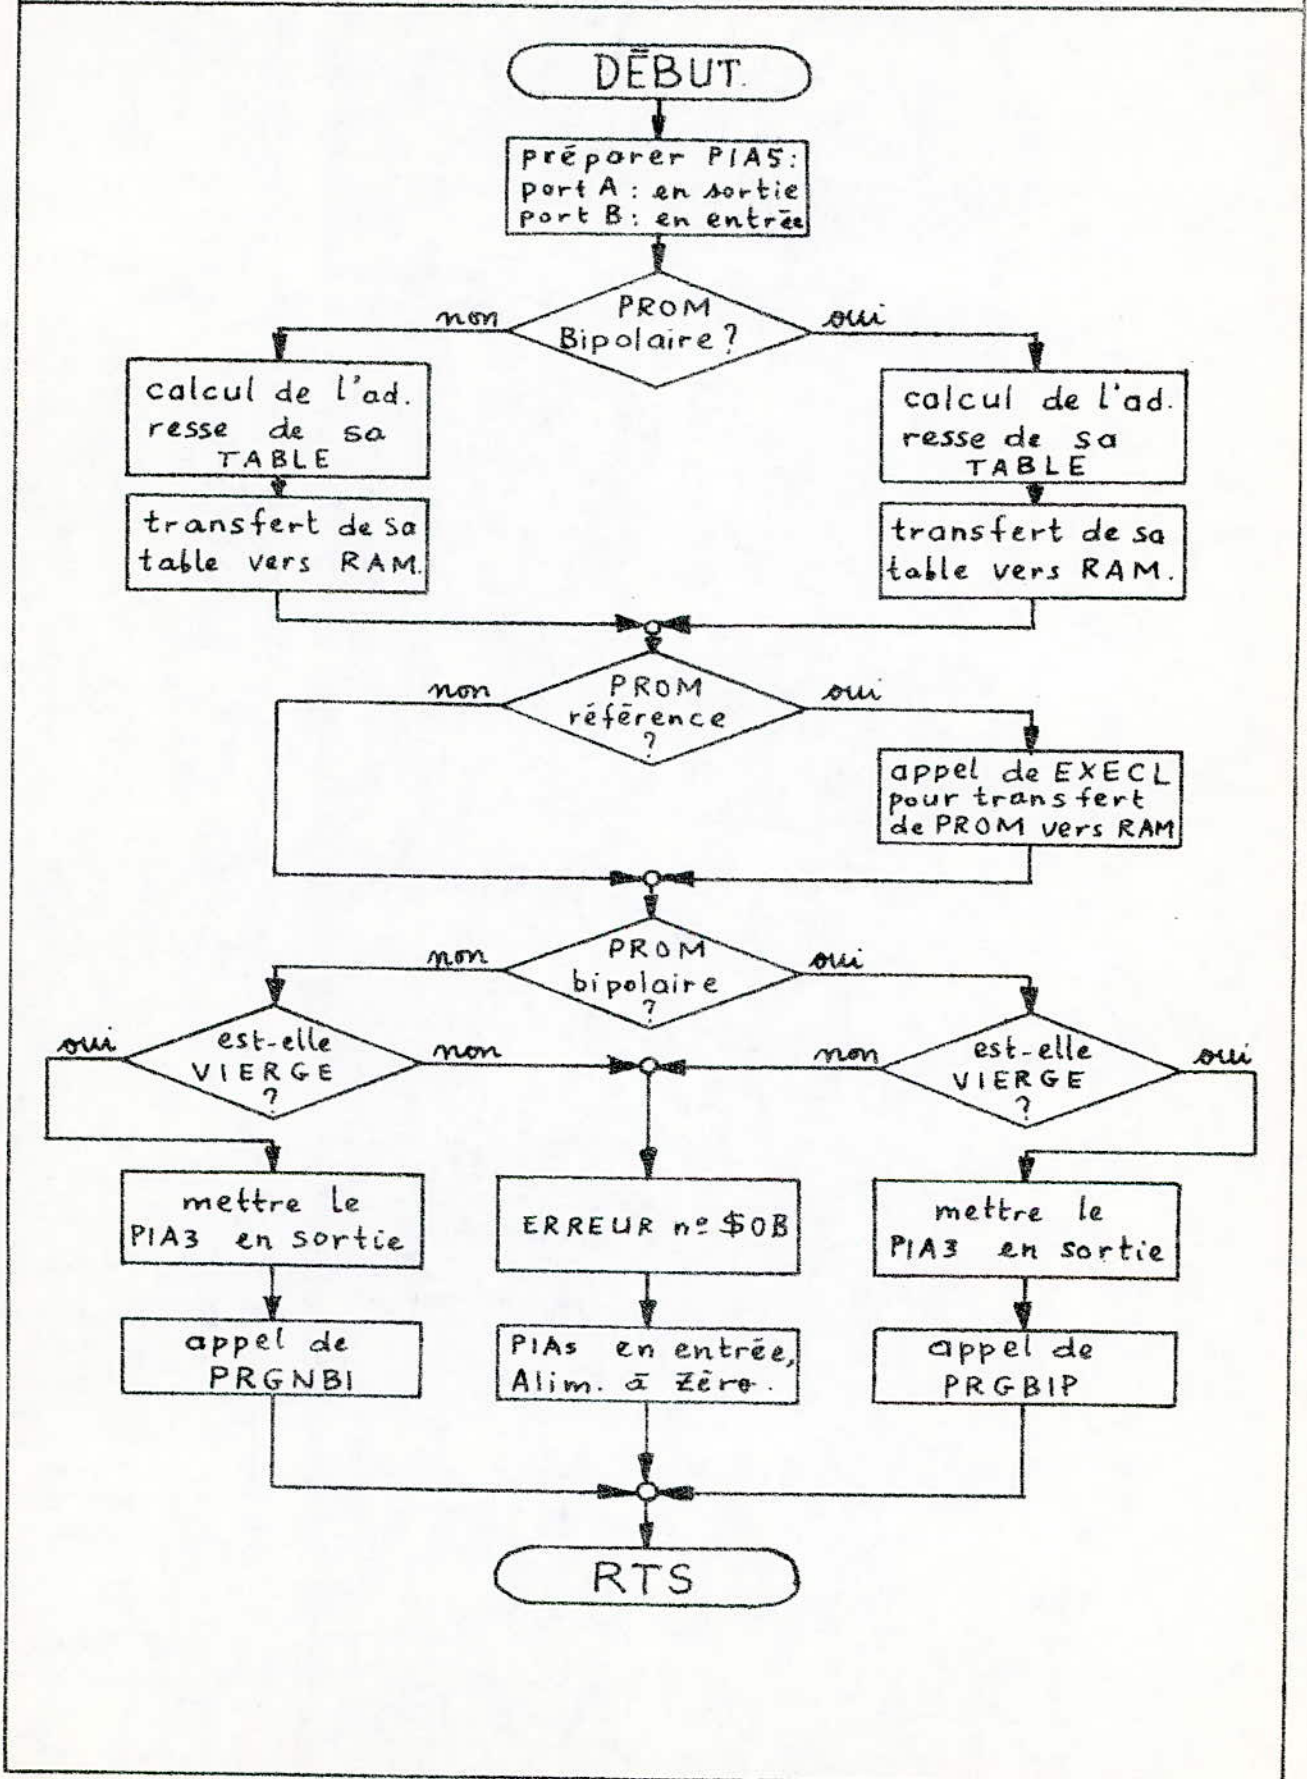 DÉBUT.
préparer PIA5:
port A: en sortie
port B: en entrée
PROM
Bipolaire?
non
oui
calcul de l'ad.
resse de sa
TABLE
calcul de l'ad.
resse de sa
TABLE
transfert de sa
table vers RAM.
transfert de sa
table vers RAM.
PROM
référence
?
non
oui
appel de EXECL
pour transfert
de PROM vers RAM
PROM
bipolaire
?
non
oui
est-elle
VIERGE
?
oui
non
est-elle
VIERGE
?
non
oui
mettre le
PIA3 en sortie
ERREUR nº $0B
mettre le
PIA3 en sortie
appel de
PRGNBI
PIAs en entrée,
Alim. à Zéro.
appel de
PRGBIP
RTS